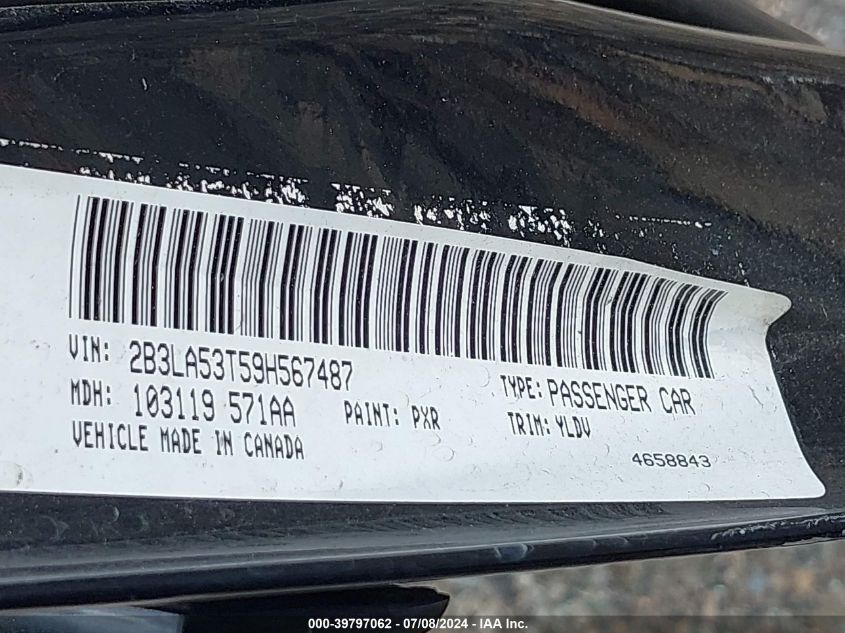 VIN: 2B3LA53T59H567487
TYPE: PASSENGER CAR
MDH: 103119 571AA
PAINT: PXR
TRIM: YLDV
VEHICLE MADE IN CANADA
4658843
000-39797062 - 07/08/2024 - IAA Inc.